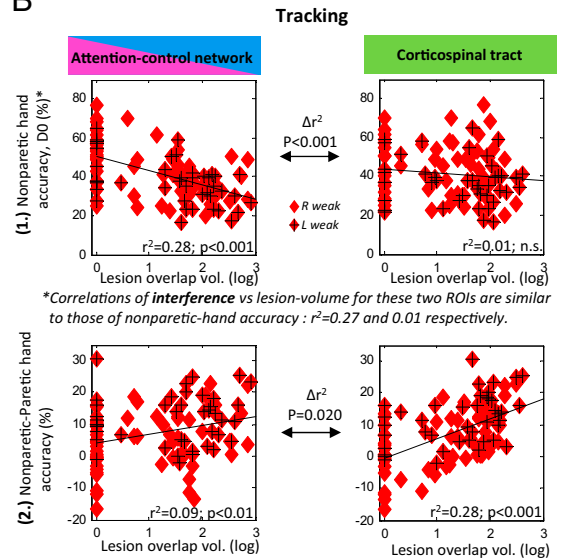 B
Tracking
Attention-control network
Corticospinal tract
(1.) Nonparetic hand
accuracy, D0 (%)*
80
60
40
20
0
r²=0.28; p<0.001
0 1 2 3
Lesion overlap vol. (log)
Δr²
P<0.001
R weak
L weak
80
70
60
50
40
30
20
0
r²=0.01; n.s.
0 1 2 3
Lesion overlap vol. (log)
*Correlations of interference vs lesion-volume for these two ROIs are similar
to those of nonparetic-hand accuracy : r²=0.27 and 0.01 respectively.
(2.) Nonparetic-Paretic hand
accuracy (%)
30
20
10
0
-10
-20
r²=0.09; p<0.01
0 1 2 3
Lesion overlap vol. (log)
Δr²
P=0.020
30
20
10
0
-10
-20
r²=0.28; p<0.001
0 1 2 3
Lesion overlap vol. (log)